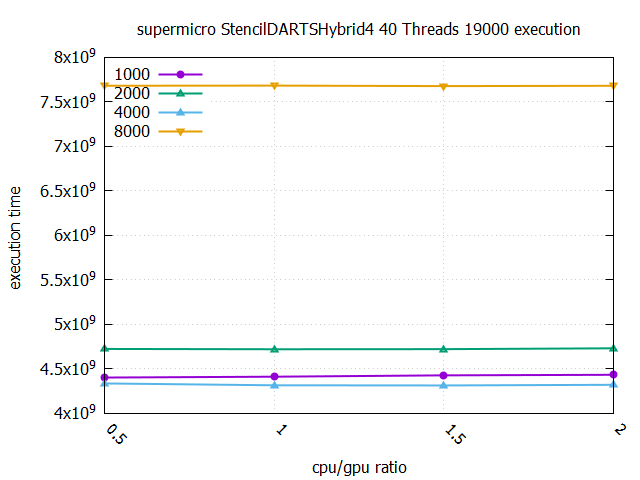 supermicro StencilDARTSHybrid4 40 Threads 19000 execution
8x10⁹
7.5x10⁹
7x10⁹
6.5x10⁹
6x10⁹
5.5x10⁹
5x10⁹
4.5x10⁹
4x10⁹
execution time
1000
2000
4000
8000
0.5
1
1.5
2
cpu/gpu ratio